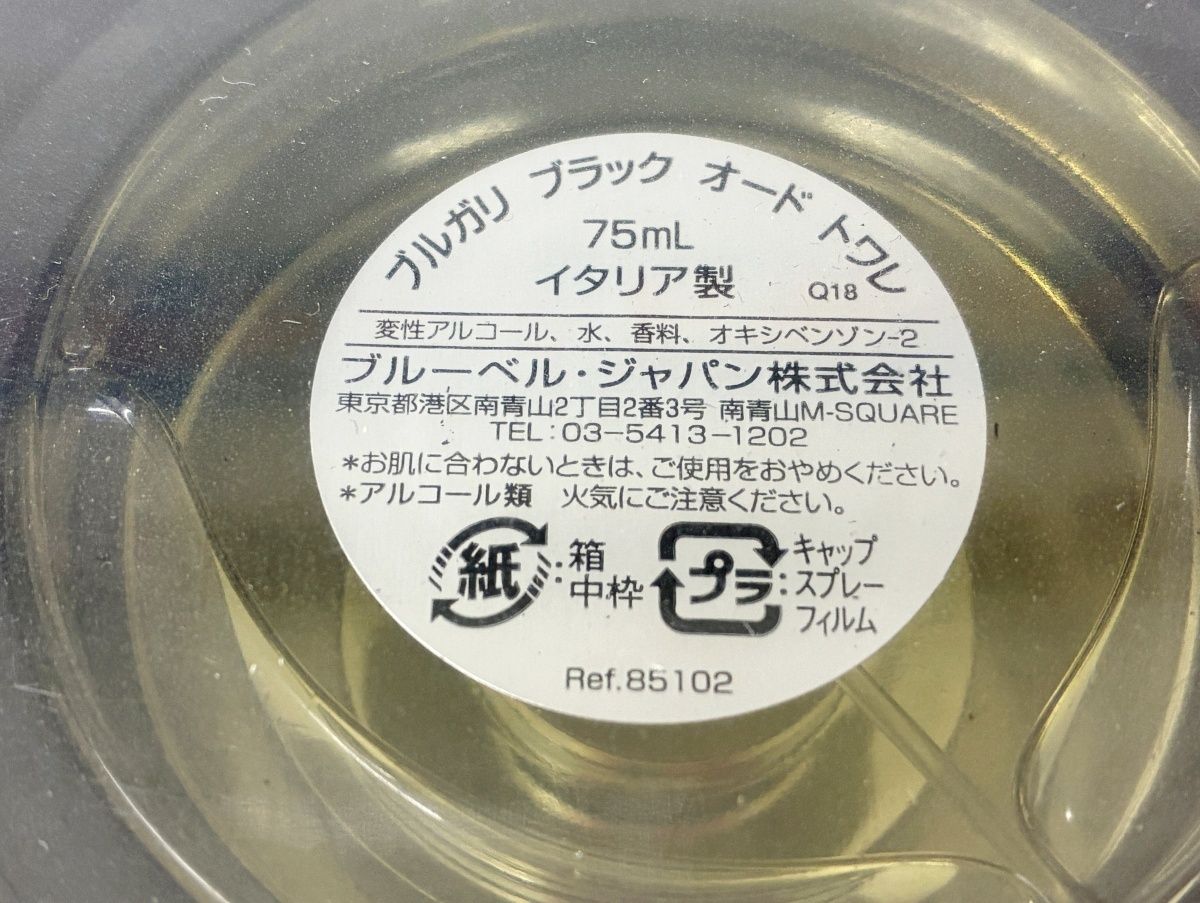 ブルガリ ブラック オード トワレ
75mL
イタリア製 Q18
変性アルコール、水、香料、オキシベンゾン-2
ブルーベル・ジャパン株式会社
東京都港区南青山2丁目2番3号 南青山M-SQUARE
TEL:03-5413-1202
*お肌に合わないときは、ご使用をおやめください。
*アルコール類 火気にご注意ください。
紙:箱
中枠
プラ:キャップ
スプレー
フィルム
Ref.85102